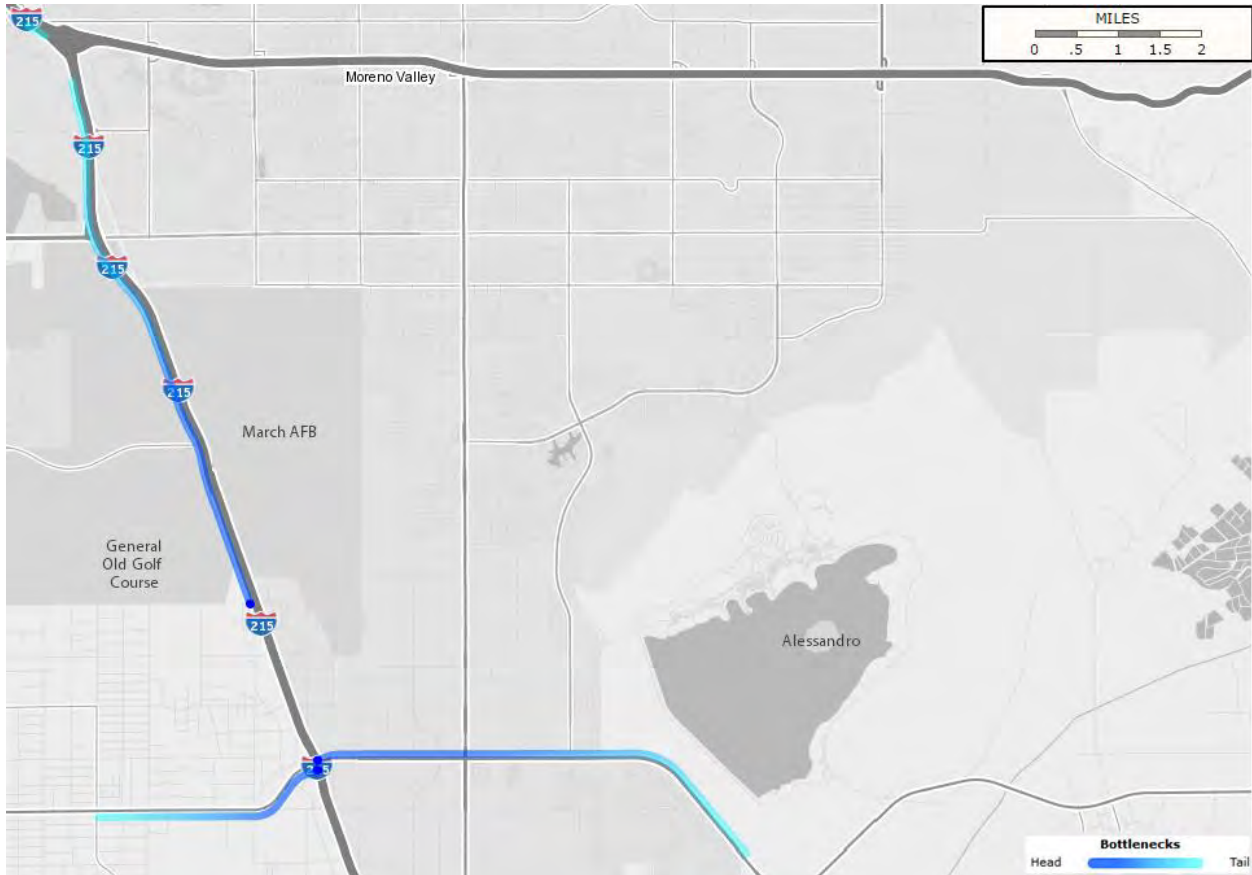 215
MILES
0 .5 1 1.5 2
Moreno Valley
215
215
215
March AFB
General
Old Golf
Course
215
Alessandro
215
Bottlenecks
Head Tail